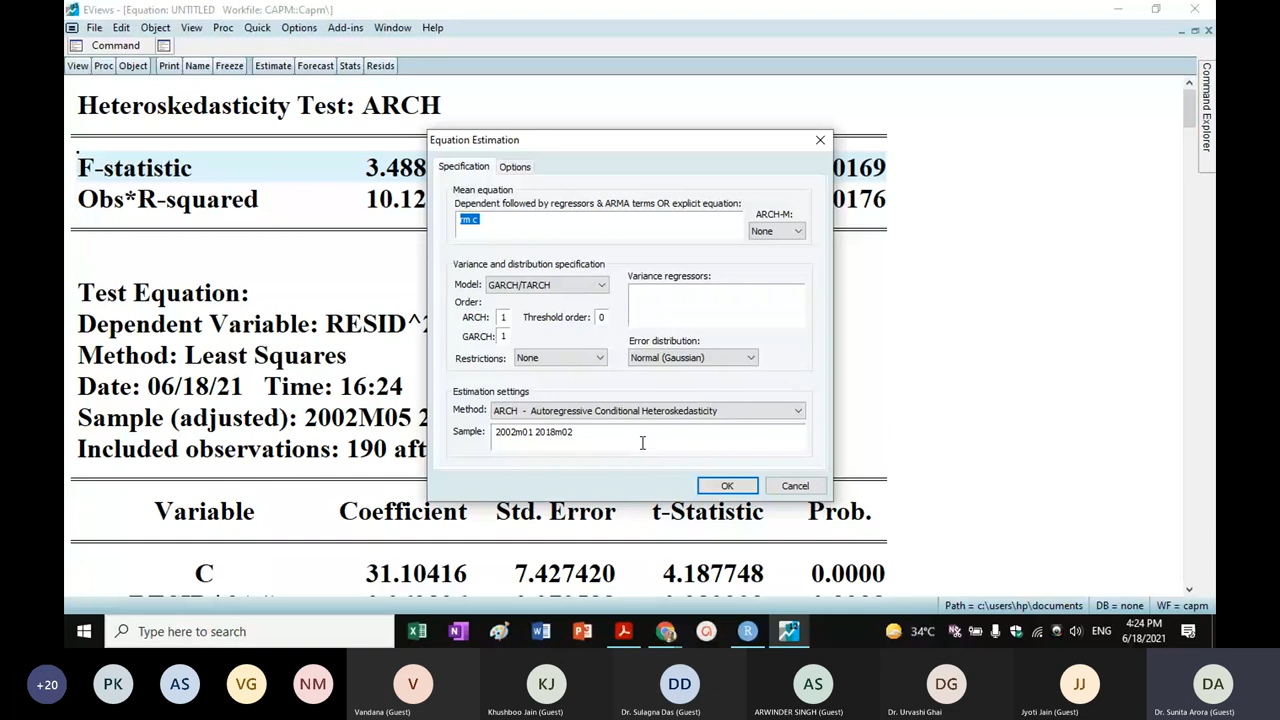 EViews - [Equation: UNTITLED Workfile: CAPM::Capm\]
File Edit Object View Proc Quick Options Add-ins Window Help
Command
View Proc Object Print Name Freeze Estimate Forecast Stats Resids
Command Explorer
Heteroskedasticity Test: ARCH
F-statistic 3.488 0169
Obs*R-squared 10.12 0176
Test Equation:
Dependent Variable: RESID^
Method: Least Squares
Date: 06/18/21 Time: 16:24
Sample (adjusted): 2002M05 2
Included observations: 190 aft
Variable Coefficient Std. Error t-Statistic Prob.
C 31.10416 7.427420 4.187748 0.0000
Equation Estimation
Specification Options
Mean equation
Dependent followed by regressors & ARMA terms OR explicit equation:
rm c
ARCH-M:
None
Variance and distribution specification
Model: GARCH/TARCH
Variance regressors:
Order:
ARCH: 1 Threshold order: 0
GARCH: 1
Error distribution:
Restrictions: None Normal (Gaussian)
Estimation settings
Method: ARCH - Autoregressive Conditional Heteroskedasticity
Sample: 2002m01 2018m02
OK Cancel
Path = c:\users\hp\documents DB = none WF = capm
Type here to search
34°C ENG
4:24 PM
6/18/2021
+20 PK AS VG NM V KJ DD AS DG JJ DA
Vandana (Guest) Khushboo Jain (Guest) Dr. Sulagna Das (Guest) ARWINDER SINGH (Guest) Dr. Urvashi Ghai Jyoti Jain (Guest) Dr. Sunita Arora (Guest)